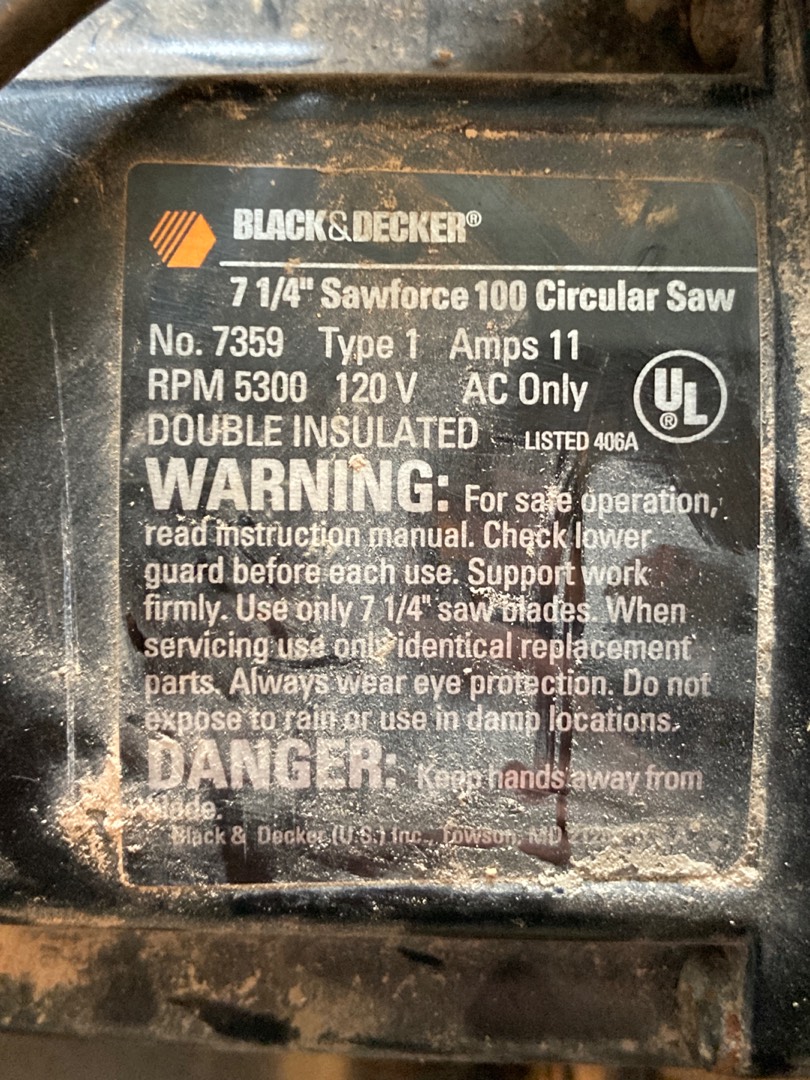 BLACK&DECKER®
7 1/4" Sawforce 100 Circular Saw
No. 7359 Type 1 Amps 11
RPM 5300 120 V AC Only
UL
®
DOUBLE INSULATED LISTED 406A
WARNING: For safe operation,
read instruction manual. Check lower
guard before each use. Support work
firmly. Use only 7 1/4" saw blades. When
servicing use only identical replacement
parts. Always wear eye protection. Do not
expose to rain or use in damp locations.
DANGER: Keep hands away from
blade.
Black & Decker (U.S.) Inc., Towson, MD